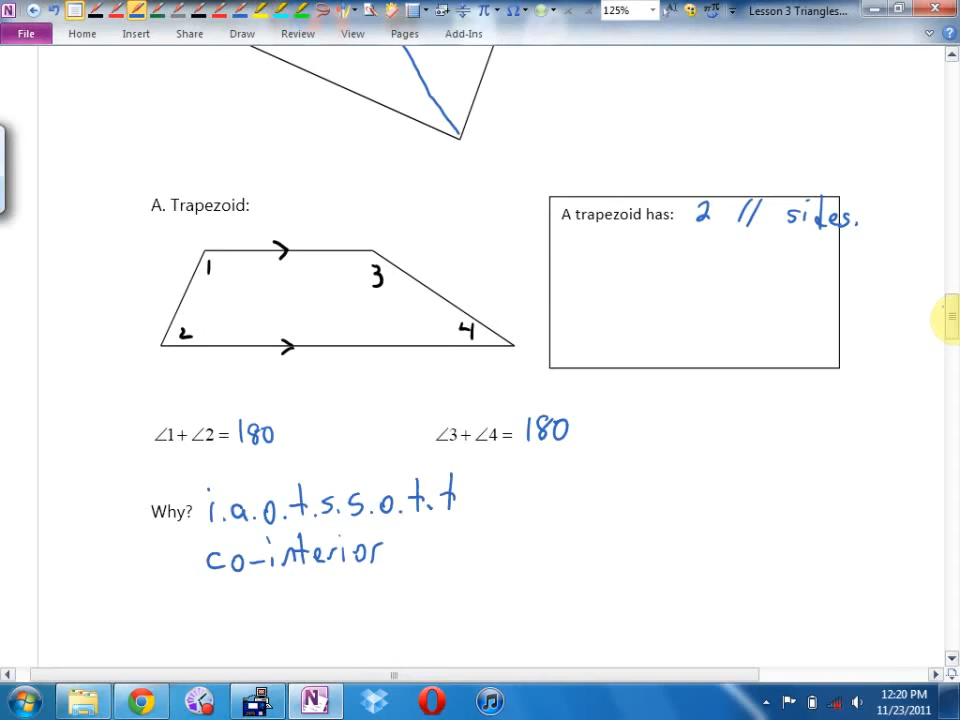 125%
Lesson 3 Triangles...
File Home Insert Share Draw Review View Pages Add-Ins
A. Trapezoid:
A trapezoid has: 2 // sides.
1
3
2
4
∠1 + ∠2 = 180
∠3 + ∠4 = 180
Why? i.a.o.t.s.s.o.t.t
co-interior
12:20 PM
11/23/2011